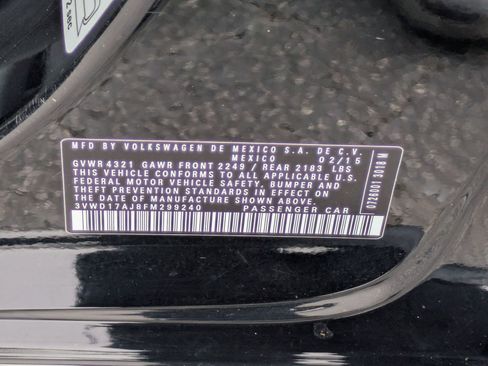 MFD BY VOLKSWAGEN DE MEXICO S.A. DE C.V.
MEXICO 02/15
GVWR 4321 GAWR FRONT 2249 / REAR 2183 LBS
THIS VEHICLE CONFORMS TO ALL APPLICABLE U.S.
FEDERAL MOTOR VEHICLE SAFETY, BUMPER AND
THEFT PREVENTION STANDARDS IN EFFECT ON
THE DATE OF MANUFACTURE SHOWN ABOVE.
3VWD17AJ8FM299240 PASSENGER CAR